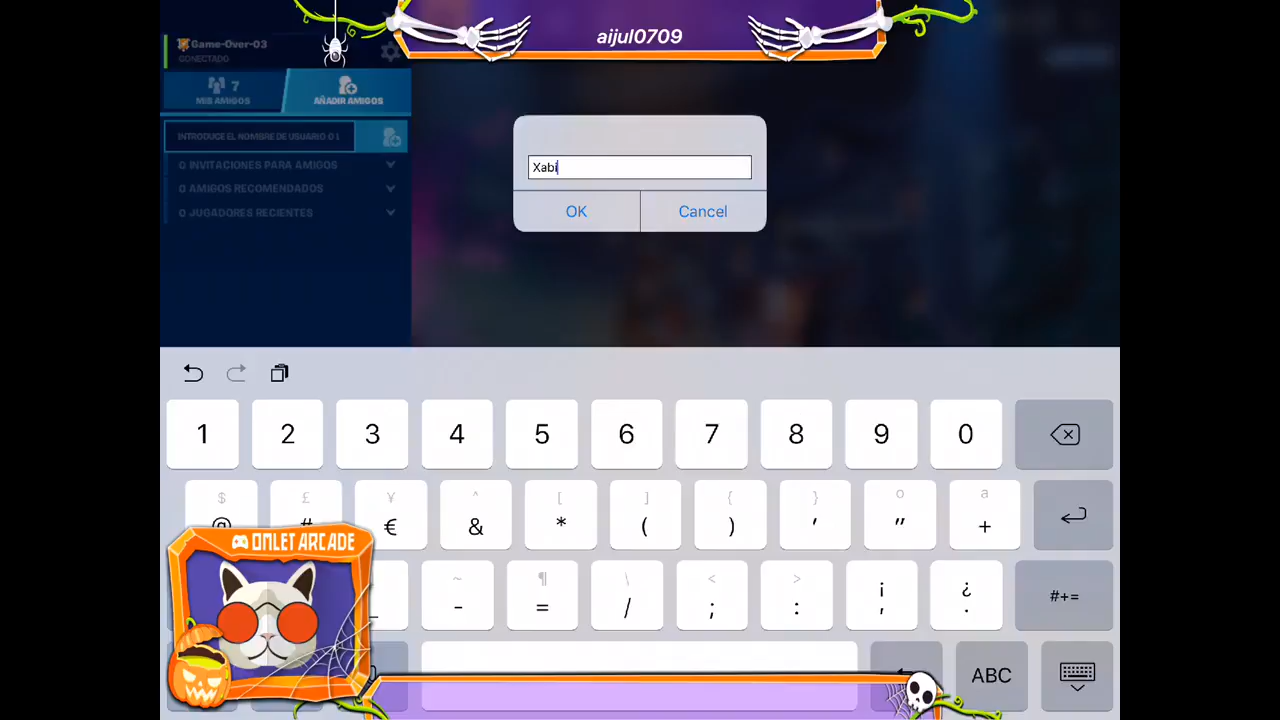 aijul0709
Game-Over-03
CONECTADO
7
MIS AMIGOS
AÑADIR AMIGOS
INTRODUCE EL NOMBRE DE USUARIO O
0 INVITACIONES PARA AMIGOS
0 AMIGOS RECOMENDADOS
0 JUGADORES RECIENTES
Xabi
OK Cancel
1 2 3 4 5 6 7 8 9 0
$ £ ¥ ^ [ ] { } º ª
@ # € & * ( ) ' " +
~ ¶ \ < > ¡ ¿
_ - = / ; : , .
#+=
ABC
OMLET ARCADE